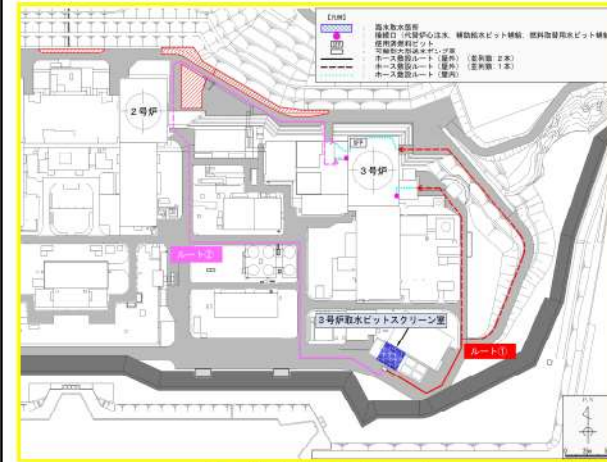 【凡例】
海水取水箇所
接続口（代替炉心注水、補助給水ピット補給、燃料取替用水ピット補給
SFP 使用済燃料ピット
可搬型大型送水ポンプ車
ホース敷設ルート（屋外）（並列数 2本）
ホース敷設ルート（屋外）（並列数 1本）
ホース敷設ルート（屋内）
2号炉
SFP
3号炉
ルート②
3号炉取水ピットスクリーン室
ルート①